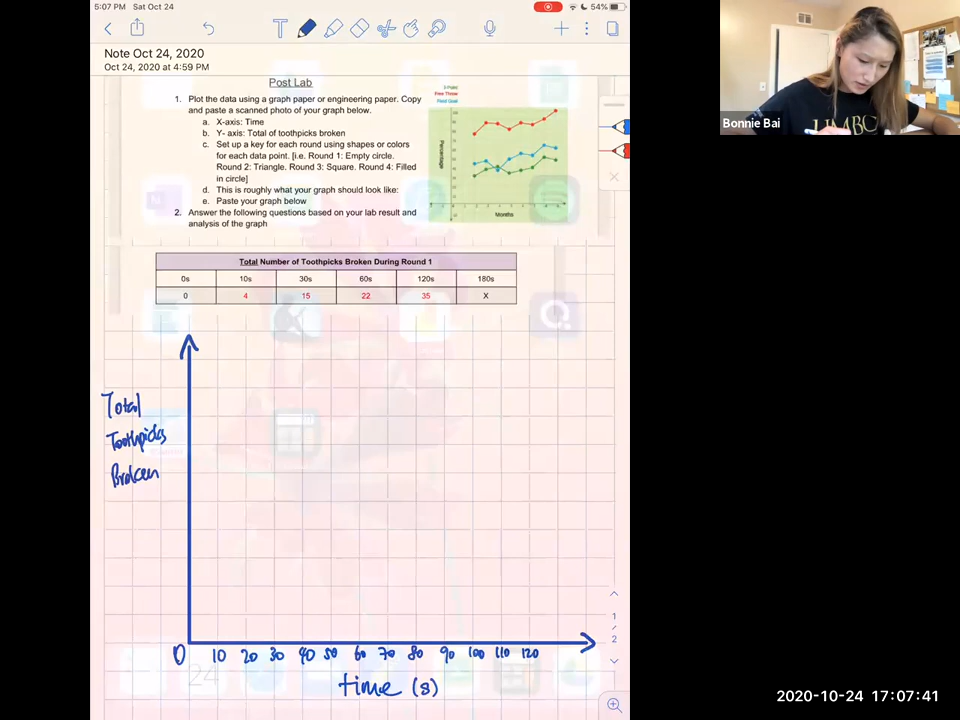 5:07 PM Sat Oct 24
54%
Note Oct 24, 2020
Oct 24, 2020 at 4:59 PM
Post Lab
1. Plot the data using a graph paper or engineering paper. Copy
and paste a scanned photo of your graph below.
a. X-axis: Time
b. Y- axis: Total of toothpicks broken
c. Set up a key for each round using shapes or colors
for each data point. [i.e. Round 1: Empty circle.
Round 2: Triangle. Round 3: Square. Round 4: Filled
in circle]
d. This is roughly what your graph should look like:
e. Paste your graph below
2. Answer the following questions based on your lab result and
analysis of the graph
Free Throw
Percentage
Months
Total Number of Toothpicks Broken During Round 1
0s 10s 30s 60s 120s 180s
0 4 15 22 35 X
Total
Toothpicks
Broken
0 10 20 30 40 50 60 70 80 90 100 110 120
time (s)
24
1
2
Bonnie Bai
UMBC
2020-10-24 17:07:41